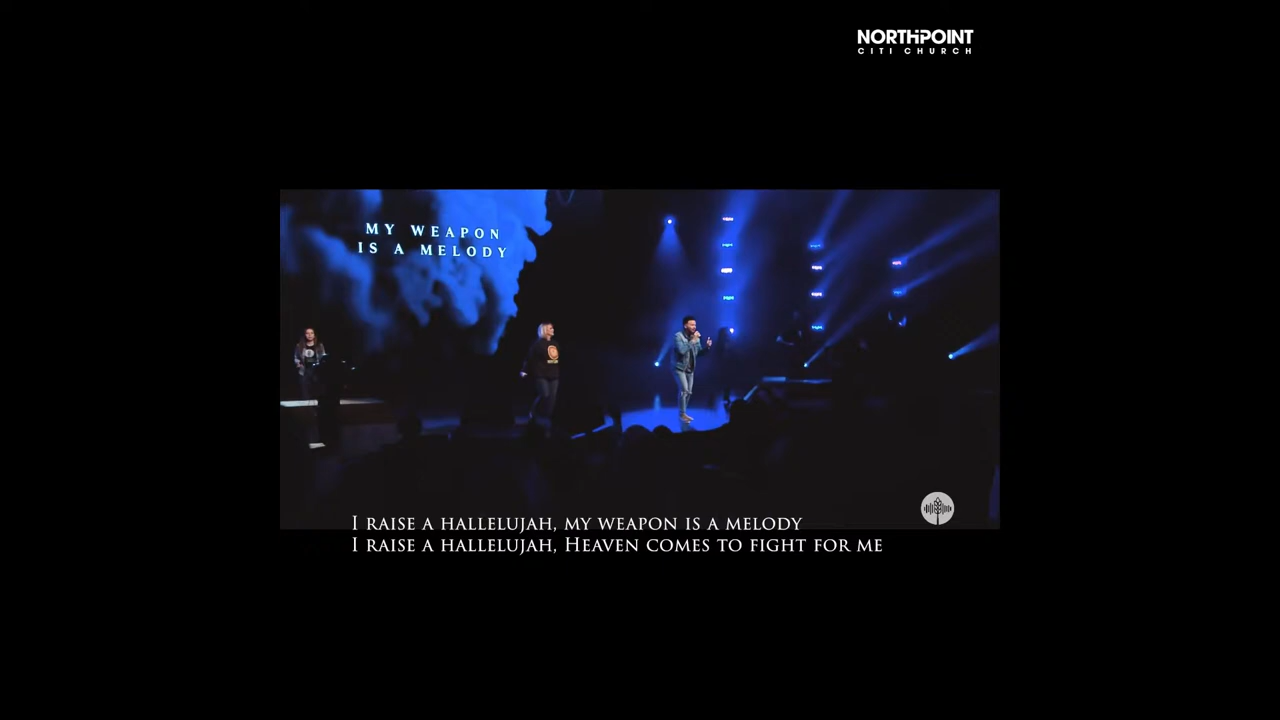 NORTHPOINT
CITI CHURCH
MY WEAPON
IS A MELODY
I RAISE A HALLELUJAH, MY WEAPON IS A MELODY
I RAISE A HALLELUJAH, HEAVEN COMES TO FIGHT FOR ME